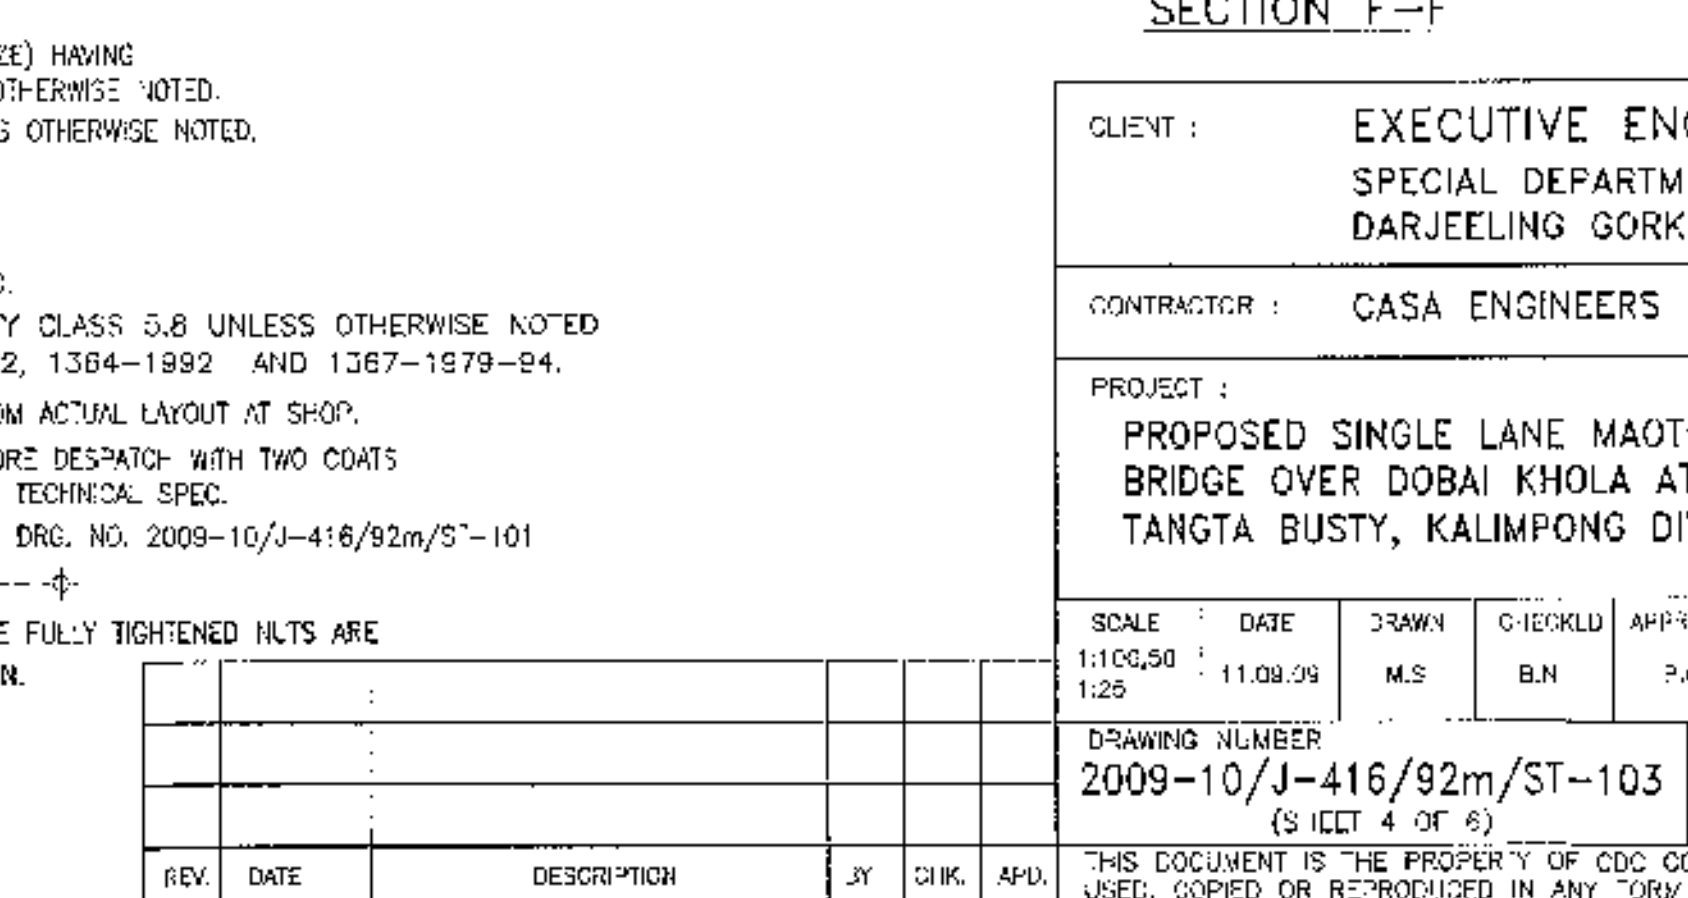 SECTION F–F
ZE) HAVING
OTHERWISE NOTED.
S OTHERWISE NOTED.
Y CLASS 5.8 UNLESS OTHERWISE NOTED
2, 1364–1992 AND 1367–1979–94.
OM ACTUAL LAYOUT AT SHOP.
ORE DESPATCH WITH TWO COATS
TECHNICAL SPEC.
DRG. NO. 2009–10/J–416/92m/ST–101
E FULLY TIGHTENED NUTS ARE
N.
CLIENT : EXECUTIVE ENG
SPECIAL DEPARTM
DARJEELING GORK
CONTRACTOR : CASA ENGINEERS
PROJECT :
PROPOSED SINGLE LANE MAOT
BRIDGE OVER DOBAI KHOLA AT
TANGTA BUSTY, KALIMPONG DI
SCALE : DATE DRAWN CHECKED APPR
1:100,50 : 11.09.09 M.S B.N P.
1:25
DRAWING NUMBER
2009–10/J–416/92m/ST–103
(SHEET 4 OF 6)
REV. DATE DESCRIPTION BY CHK. APD.
THIS DOCUMENT IS THE PROPERTY OF CDC CO
USED, COPIED OR REPRODUCED IN ANY FORM